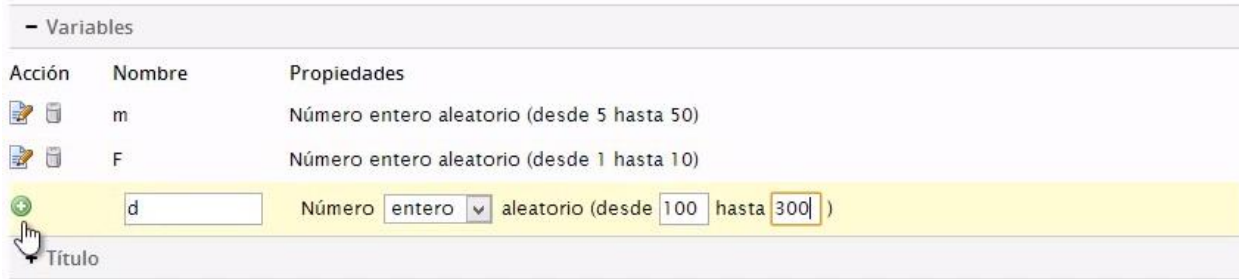 − Variables
Acción Nombre Propiedades
m Número entero aleatorio (desde 5 hasta 50)
F Número entero aleatorio (desde 1 hasta 10)
d Número entero aleatorio (desde 100 hasta 300 )
+ Título